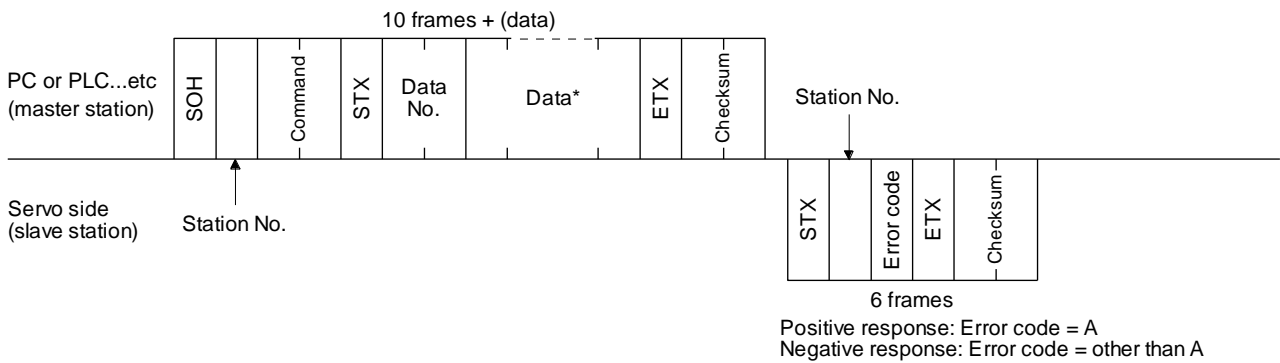 10 frames + (data)
PC or PLC...etc
(master station)
SOH
Command
STX
Data
No.
Data*
ETX
Checksum
Station No.
Servo side
(slave station)
Station No.
STX
Error code
ETX
Checksum
6 frames
Positive response: Error code = A
Negative response: Error code = other than A